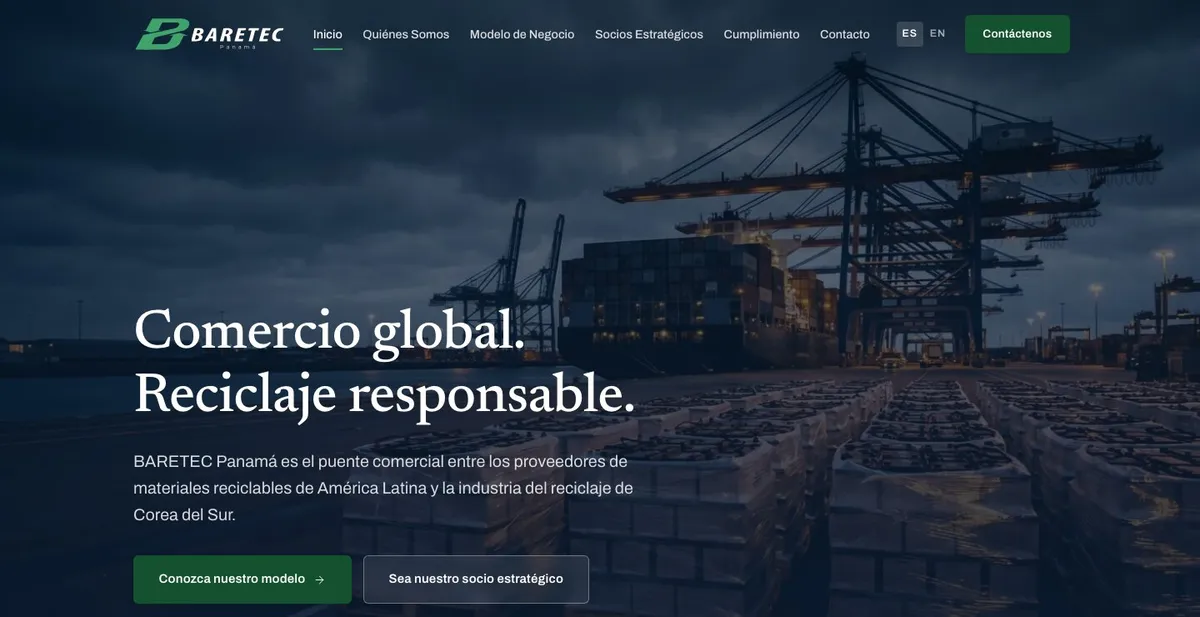 BARETEC
Panamá
Inicio
Quiénes Somos
Modelo de Negocio
Socios Estratégicos
Cumplimiento
Contacto
ES
EN
Contáctenos
Comercio global.
Reciclaje responsable.
BARETEC Panamá es el puente comercial entre los proveedores de
materiales reciclables de América Latina y la industria del reciclaje de
Corea del Sur.
Conozca nuestro modelo →
Sea nuestro socio estratégico